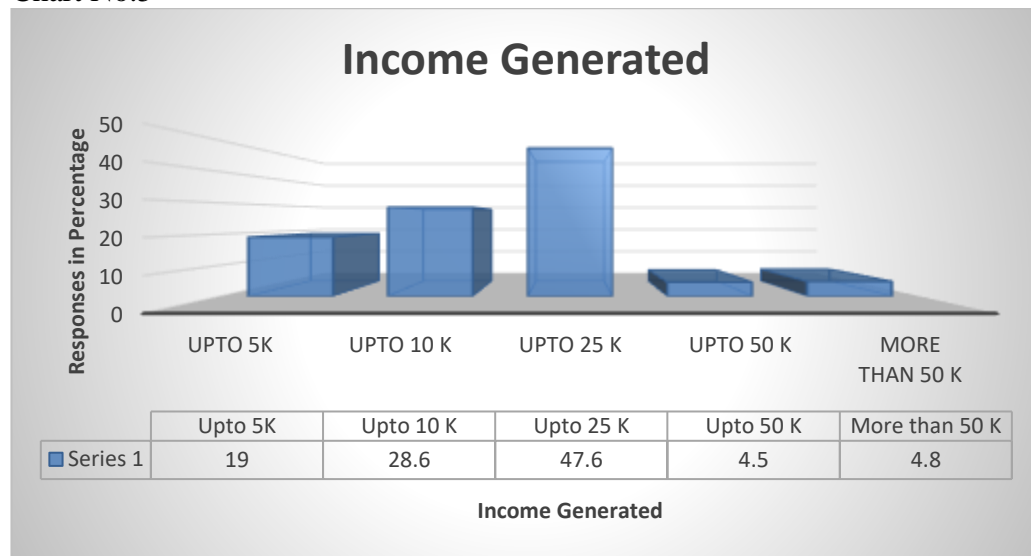 Income Generated
50
40
30
20
10
0
Responses in Percentage
UPTO 5K UPTO 10 K UPTO 25 K UPTO 50 K MORE
THAN 50 K
Upto 5K Upto 10 K Upto 25 K Upto 50 K More than 50 K
Series 1 19 28.6 47.6 4.5 4.8
Income Generated